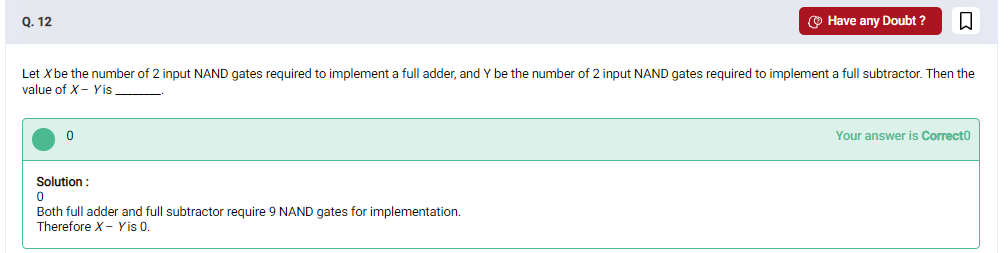 Q. 12
Have any Doubt ?
Let X be the number of 2 input NAND gates required to implement a full adder, and Y be the number of 2 input NAND gates required to implement a full subtractor. Then the
value of X – Y is ________.
0
Your answer is Correct0
Solution :
0
Both full adder and full subtractor require 9 NAND gates for implementation.
Therefore X – Y is 0.